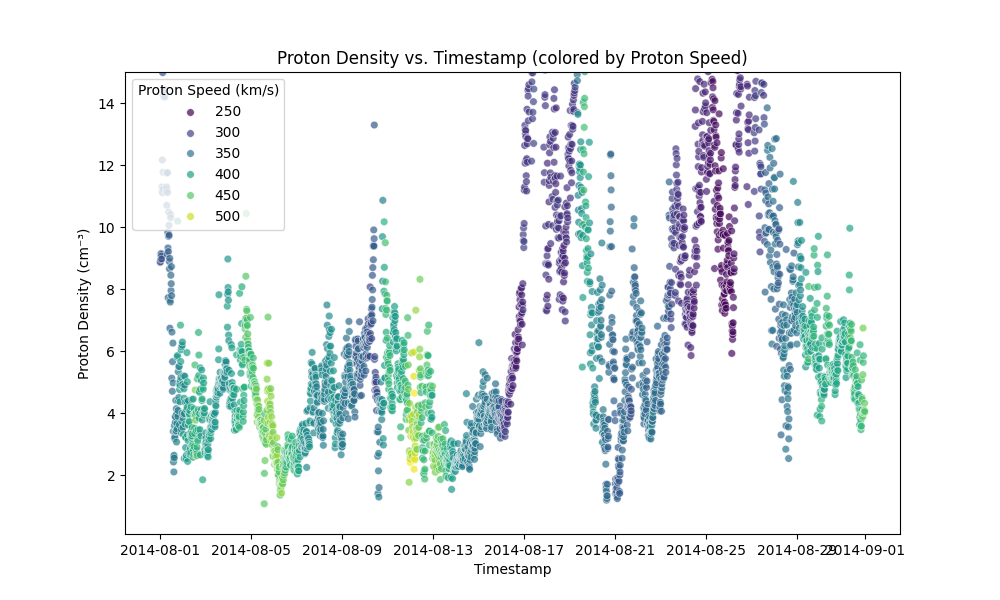 Proton Density vs. Timestamp (colored by Proton Speed)
Proton Speed (km/s)
250
300
350
400
450
500
Proton Density (cm⁻³)
14
12
10
8
6
4
2
2014-08-01 2014-08-05 2014-08-09 2014-08-13 2014-08-17 2014-08-21 2014-08-25 2014-08-29 2014-09-01
Timestamp